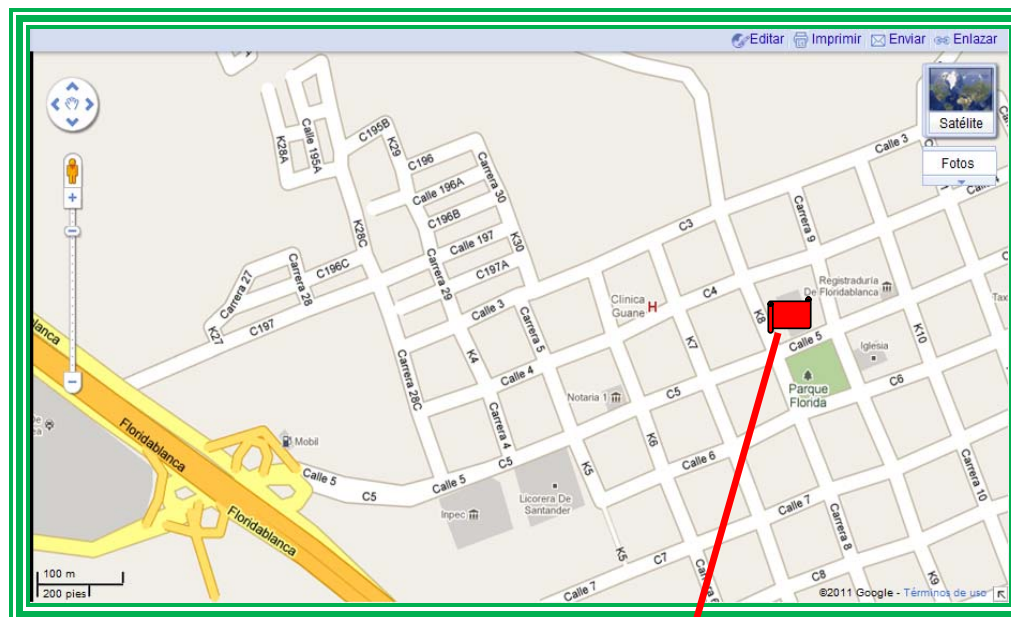 Editar Imprimir Enviar Enlazar
Satélite
Fotos
Calle 3
C195B
K28A
Calle 195A
K29
C196
Carrera 30
Calle 196A
C196B
Carrera 9
C3
K28C
Calle 197
K30
C197A
Carrera 27
Carrera 28
C196C
Carrera 29
Registraduría
De Floridablanca
Clínica
Guane H
C4
K8
Calle 3
Carrera 5
K27
C197
K4
K7
Calle 5
K10
Iglesia
Calle 4
Carrera 28C
Notaria 1
C5
Parque
Florida
C6
Carrera 4
K6
Floridablanca
Mobil
Calle 5
C5
Calle 5
C5
K5
Calle 6
Carrera 10
Inpec
Licorera De
Santander
Calle 7
Carrera 8
Floridablanca
K5
C7
C8
K9
Calle 7
100 m
200 pies
©2011 Google - Términos de uso